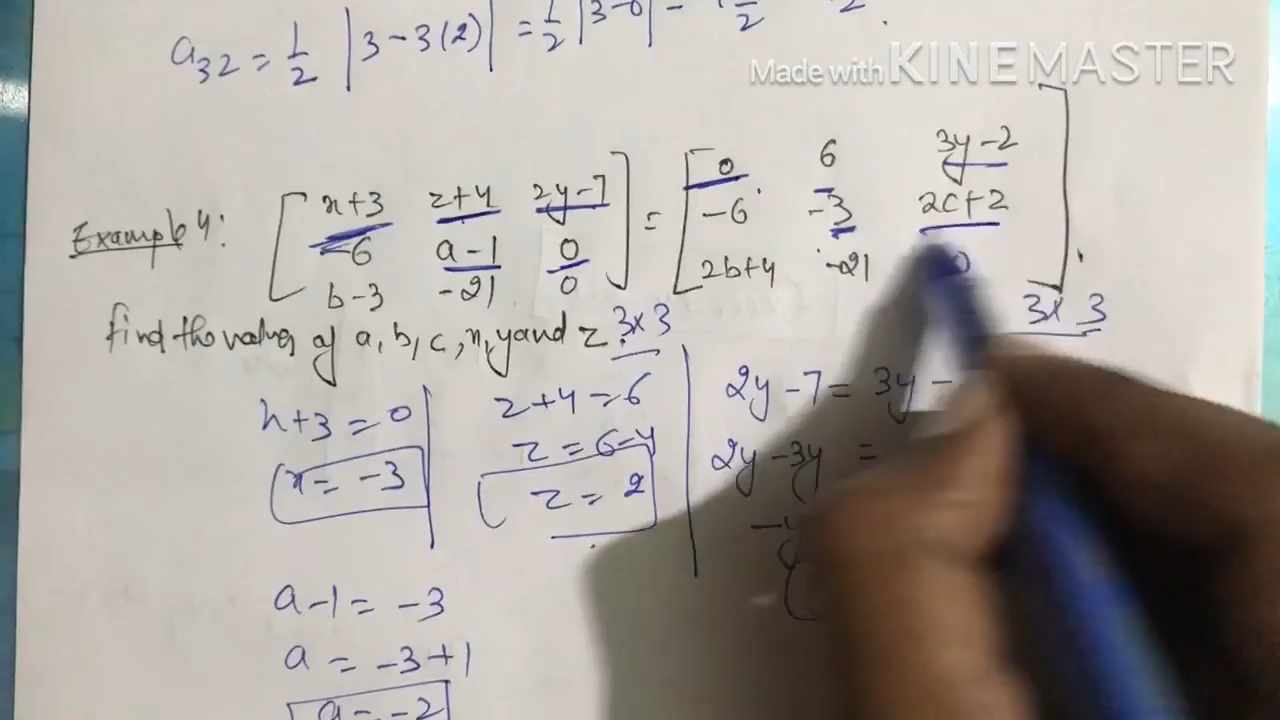 a32 = 1/2 |3-3(2)| = 1/2 |3-6| =
Made with KINEMASTER
Example 4: [ x+3 z+4 2y-7 ] = [ 0 6 3y-2 ]
-6 a-1 0 -6 -3 2c+2
b-3 -21 0 2b+4 -21 0
3x3
find the values of a, b, c, x, y and z. 3x3
x+3=0 z+4=6 2y-7= 3y-
x= -3 z=6-4 2y-3y =
z= 2 -y
a-1= -3
a = -3+1
a= -2